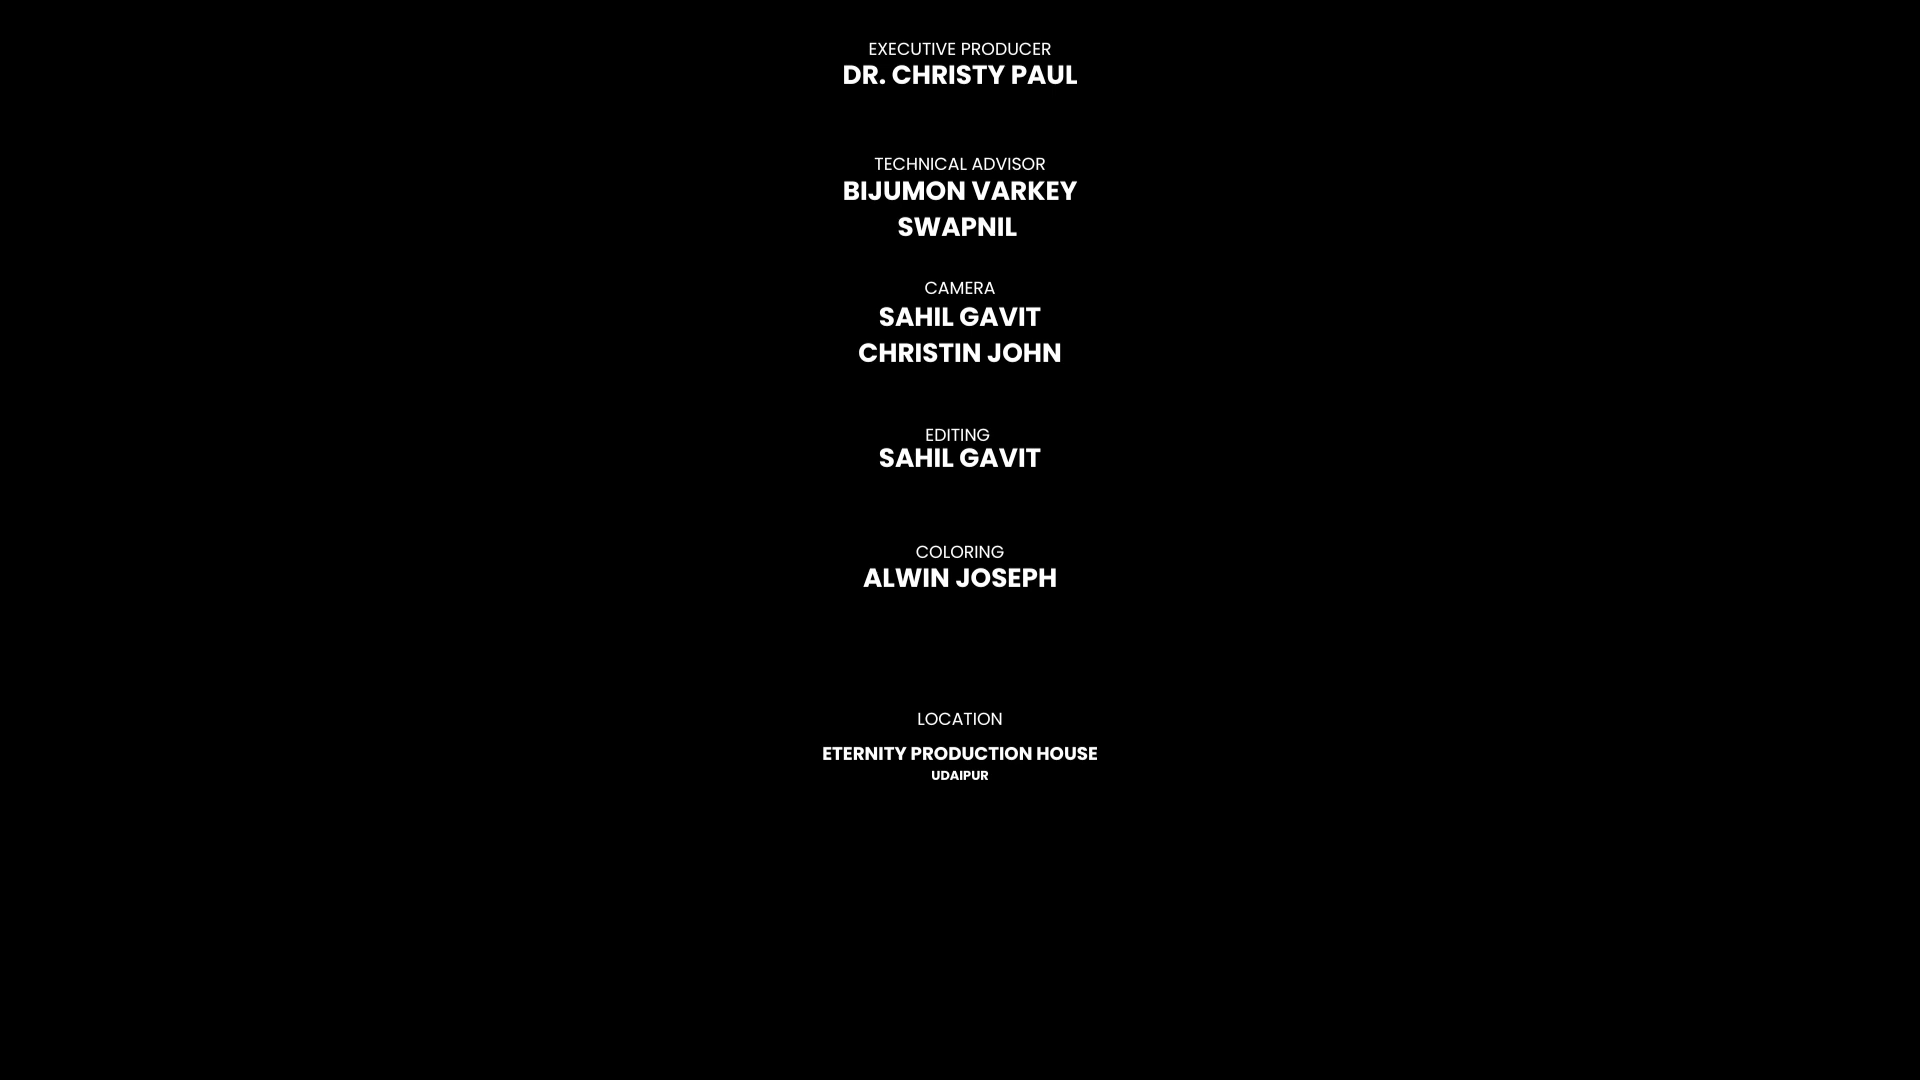 EXECUTIVE PRODUCER
DR. CHRISTY PAUL
TECHNICAL ADVISOR
BIJUMON VARKEY
SWAPNIL
CAMERA
SAHIL GAVIT
CHRISTIN JOHN
EDITING
SAHIL GAVIT
COLORING
ALWIN JOSEPH
LOCATION
ETERNITY PRODUCTION HOUSE
UDAIPUR